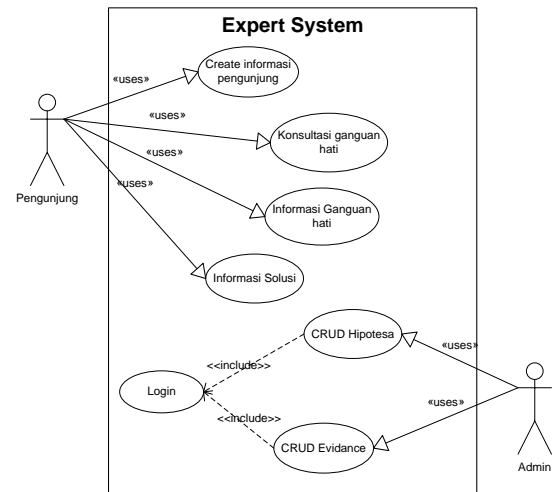 Expert System
Create informasi
pengunjung
«uses»
«uses»
Konsultasi ganguan
hati
«uses»
«uses»
Pengunjung
Informasi Ganguan
hati
Informasi Solusi
CRUD Hipotesa
«uses»
<<include>>
Login
«uses»
<<include>>
CRUD Evidance
Admin